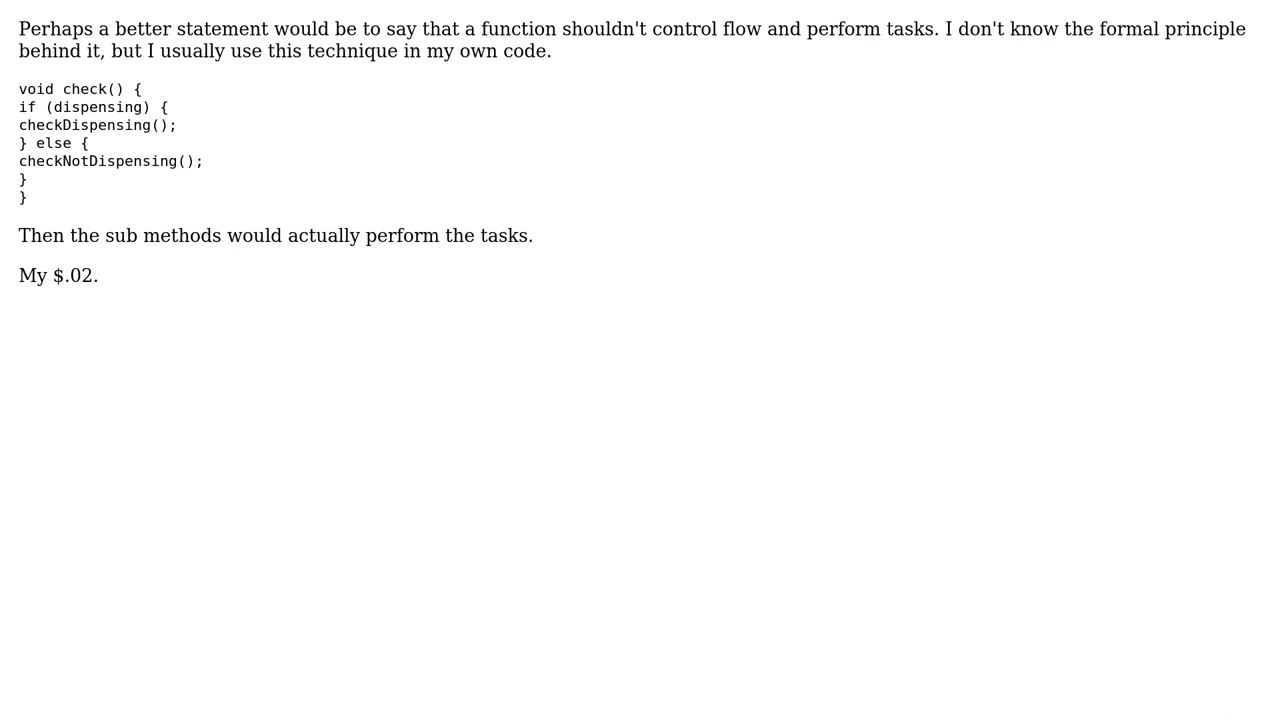 Perhaps a better statement would be to say that a function shouldn't control flow and perform tasks. I don't know the formal principle
behind it, but I usually use this technique in my own code.
void check() {
if (dispensing) {
checkDispensing();
} else {
checkNotDispensing();
}
}
Then the sub methods would actually perform the tasks.
My $.02.